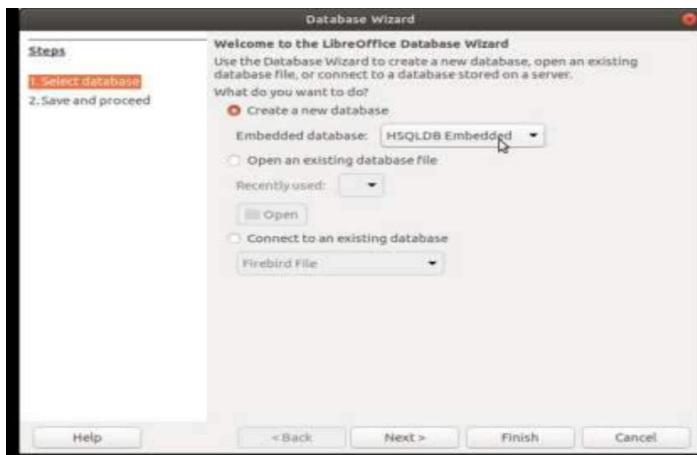 Database Wizard
Steps
1. Select database
2. Save and proceed
Welcome to the LibreOffice Database Wizard
Use the Database Wizard to create a new database, open an existing
database file, or connect to a database stored on a server.
What do you want to do?
Create a new database
Embedded database: HSQLDB Embedded
Open an existing database file
Recently used:
Open
Connect to an existing database
Firebird File
Help
< Back
Next >
Finish
Cancel